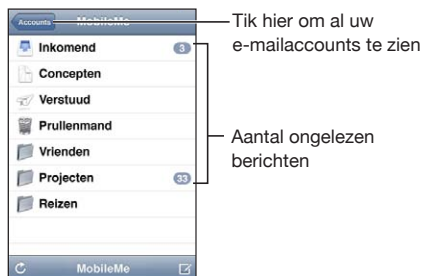 Accounts MobileMe
Tik hier om al uw
e-mailaccounts te zien
Inkomend 3
Concepten
Verstuud
Prullenmand
Vrienden
Projecten 33
Reizen
Aantal ongelezen
berichten
MobileMe